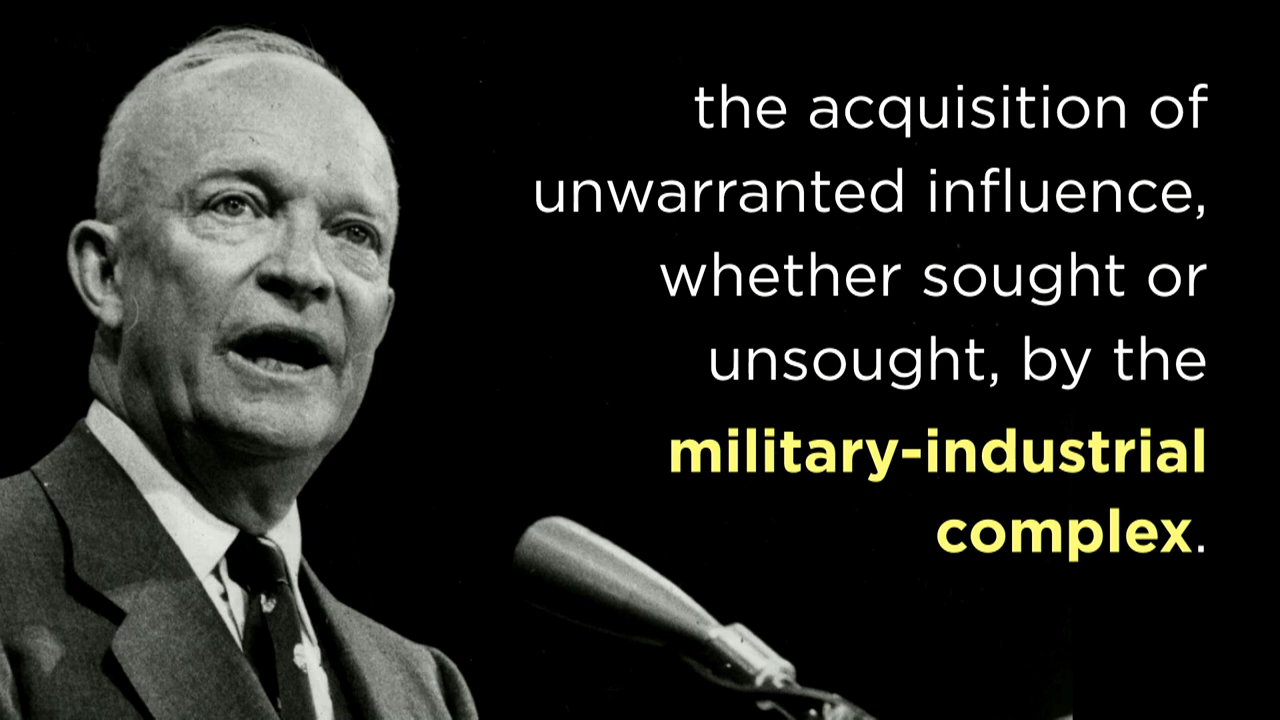 the acquisition of
unwarranted influence,
whether sought or
unsought, by the
military-industrial
complex.